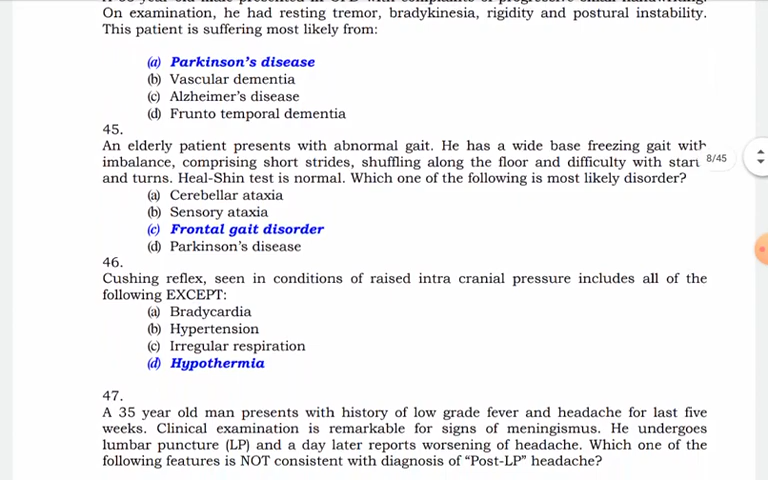 On examination, he had resting tremor, bradykinesia, rigidity and postural instability.
This patient is suffering most likely from:
(a) Parkinson's disease
(b) Vascular dementia
(c) Alzheimer's disease
(d) Frunto temporal dementia
45.
An elderly patient presents with abnormal gait. He has a wide base freezing gait with
imbalance, comprising short strides, shuffling along the floor and difficulty with start
8/45
and turns. Heal-Shin test is normal. Which one of the following is most likely disorder?
(a) Cerebellar ataxia
(b) Sensory ataxia
(c) Frontal gait disorder
(d) Parkinson's disease
46.
Cushing reflex, seen in conditions of raised intra cranial pressure includes all of the
following EXCEPT:
(a) Bradycardia
(b) Hypertension
(c) Irregular respiration
(d) Hypothermia
47.
A 35 year old man presents with history of low grade fever and headache for last five
weeks. Clinical examination is remarkable for signs of meningismus. He undergoes
lumbar puncture (LP) and a day later reports worsening of headache. Which one of the
following features is NOT consistent with diagnosis of "Post-LP" headache?